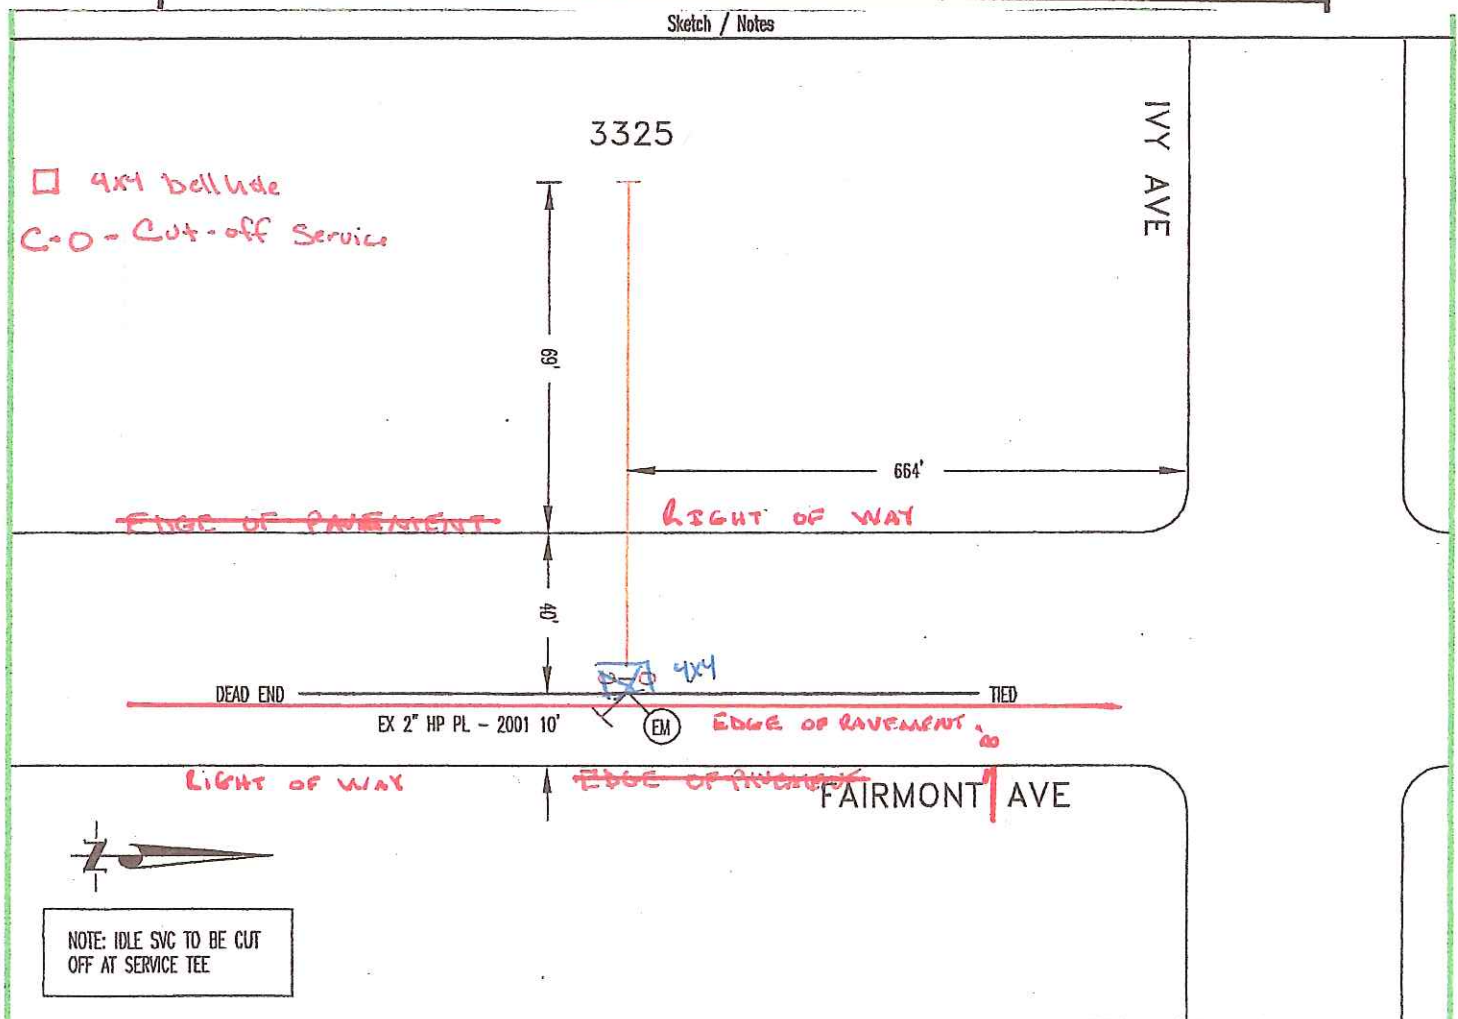 Sketch / Notes
3325
IVY AVE
4x4 bellhole
C-O - Cut-off Service
69'
664'
EDGE OF PAVEMENT
RIGHT OF WAY
40'
4x4
DEAD END
TIED
EX 2" HP PL - 2001 10'
EM
EDGE OF PAVEMENT
RIGHT OF WAY
EDGE OF PAVEMENT
FAIRMONT AVE
N
NOTE: IDLE SVC TO BE CUT
OFF AT SERVICE TEE